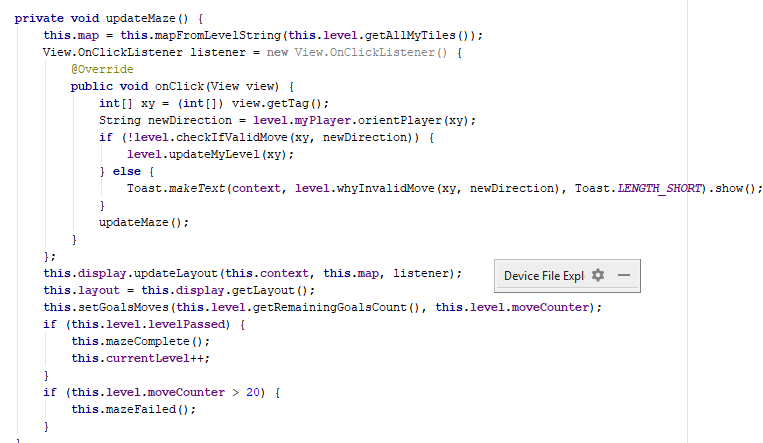 private void updateMaze() {
    this.map = this.mapFromLevelString(this.level.getAllMyTiles());
    View.OnClickListener listener = new View.OnClickListener() {
        @Override
        public void onClick(View view) {
            int[] xy = (int[]) view.getTag();
            String newDirection = level.myPlayer.orientPlayer(xy);
            if (!level.checkIfValidMove(xy, newDirection)) {
                level.updateMyLevel(xy);
            } else {
                Toast.makeText(context, level.whyInvalidMove(xy, newDirection), Toast.LENGTH_SHORT).show();
            }
            updateMaze();
        }
    };
    this.display.updateLayout(this.context, this.map, listener);
Device File Expl
    this.layout = this.display.getLayout();
    this.setGoalsMoves(this.level.getRemainingGoalsCount(), this.level.moveCounter);
    if (this.level.levelPassed) {
        this.mazeComplete();
        this.currentLevel++;
    }
    if (this.level.moveCounter > 20) {
        this.mazeFailed();
    }